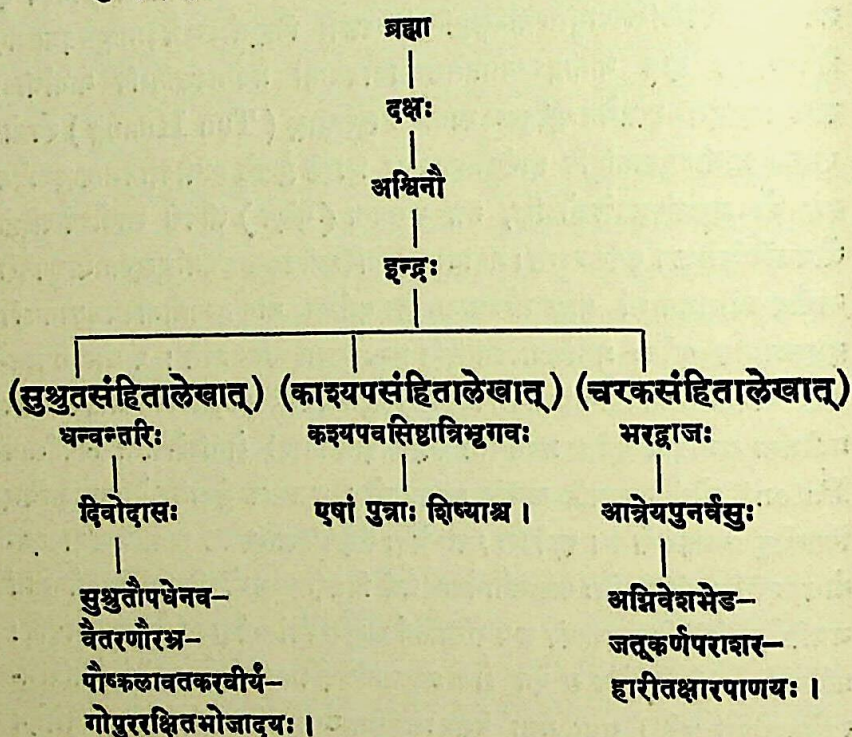 ब्रह्मा
दक्षः
अश्विनौ
इन्द्रः
(सुश्रुतसंहितालेखात्) (काश्यपसंहितालेखात्) (चरकसंहितालेखात्)
धन्वन्तरिः कश्यपवसिष्ठात्रिभृगवः भरद्वाजः
दिवोदासः एषां पुत्राः शिष्याश्च । आत्रेयपुनर्वसुः
सुश्रुतौपधेनव–
वैतरणौरभ्र–
पौष्कलावतकरवीर्य–
गोपुररक्षितभोजादयः ।
अग्निवेशभेड–
जतूकर्णपराशर–
हारीतक्षारपाणयः ।